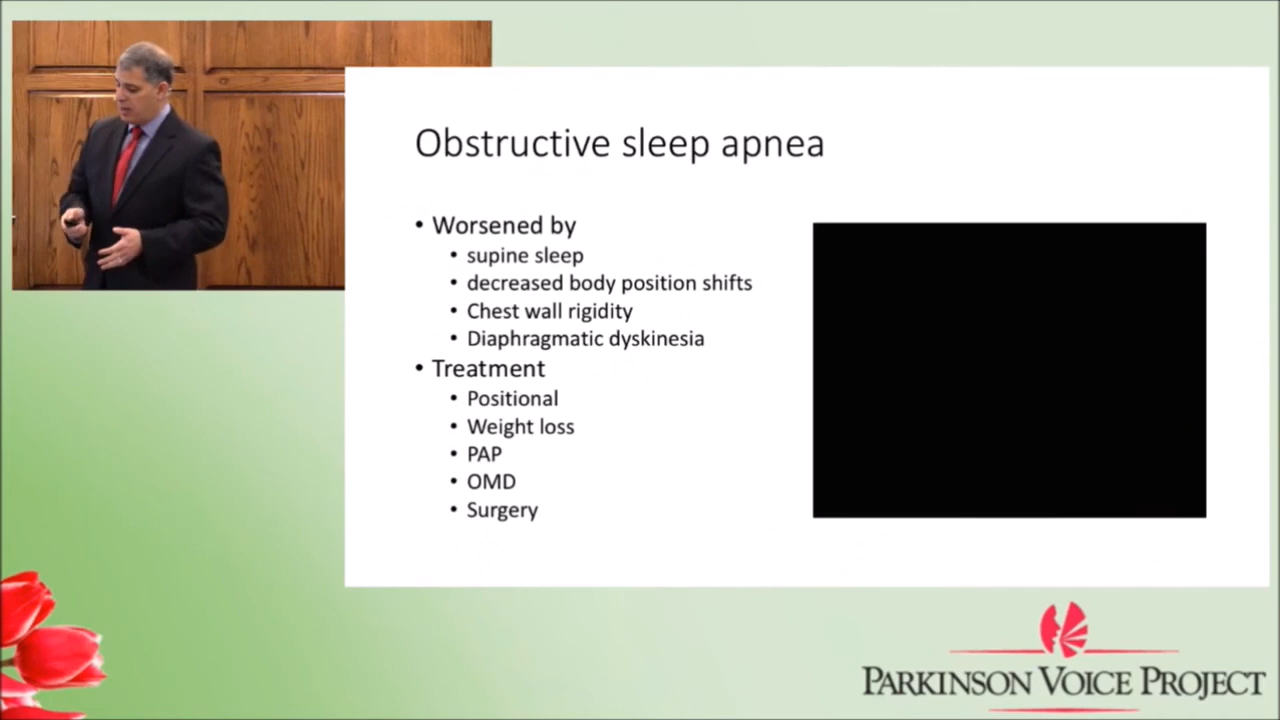 Obstructive sleep apnea
• Worsened by
• supine sleep
• decreased body position shifts
• Chest wall rigidity
• Diaphragmatic dyskinesia
• Treatment
• Positional
• Weight loss
• PAP
• OMD
• Surgery
PARKINSON VOICE PROJECT